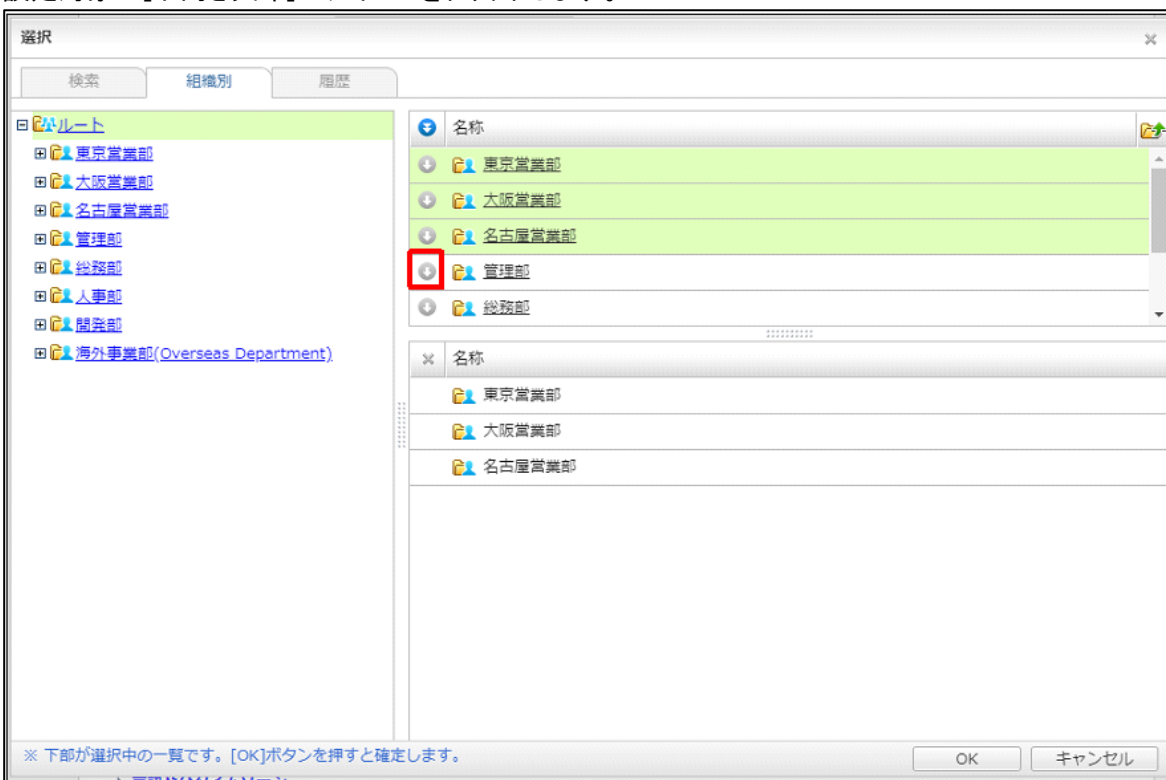 選択
検索 組織別 履歴
ルート
東京営業部
大阪営業部
名古屋営業部
管理部
総務部
人事部
開発部
海外事業部(Overseas Department)
名称
東京営業部
大阪営業部
名古屋営業部
管理部
総務部
名称
東京営業部
大阪営業部
名古屋営業部
※ 下部が選択中の一覧です。[OK]ボタンを押すと確定します。
OK キャンセル